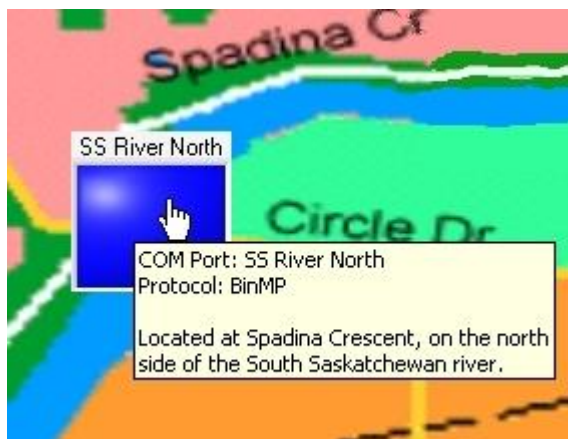 Spadina Cr
SS River North
Circle Dr
COM Port: SS River North
Protocol: BinMP
Located at Spadina Crescent, on the north
side of the South Saskatchewan river.